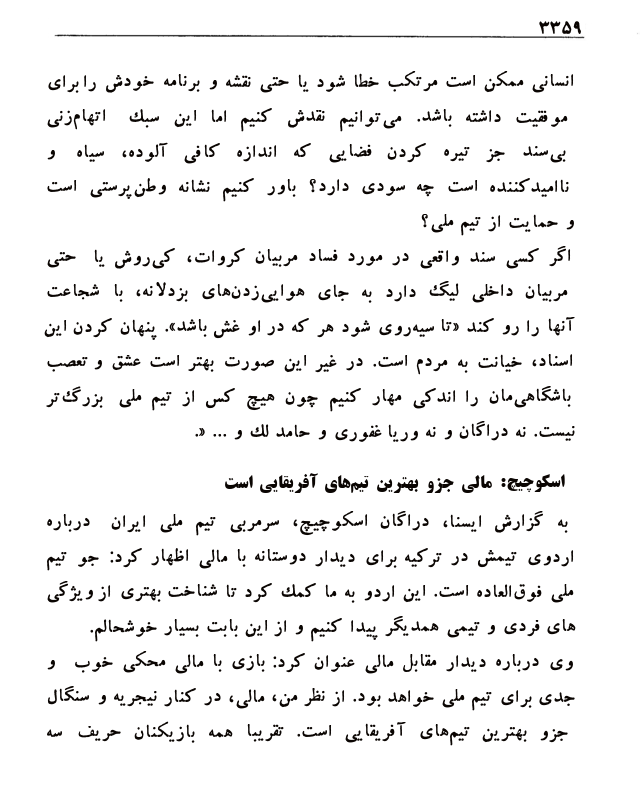 ۳۳۵۹
انسانی ممکن است مرتکب خطا شود یا حتی نقشه و برنامه خودش را برای
موفقیت داشته باشد. می‌توانیم نقدش کنیم اما این سبك اتهام‌زنی
بی‌سند جز تیره کردن فضایی که اندازه کافی آلوده، سیاه و
ناامیدکننده است چه سودی دارد؟ باور کنیم نشانه وطن‌پرستی است
و حمایت از تیم ملی؟
اگر کسی سند واقعی در مورد فساد مربیان کروات، کی‌روش یا حتی
مربیان داخلی لیگ دارد به جای هوایی‌زدن‌های بزدلانه، با شجاعت
آنها را رو کند «تا سیه‌روی شود هر که در او غش باشد». پنهان کردن این
اسناد، خیانت به مردم است. در غیر این صورت بهتر است عشق و تعصب
باشگاهی‌مان را اندکی مهار کنیم چون هیچ کس از تیم ملی بزرگ‌تر
نیست. نه دراگان و نه وریا غفوری و حامد لك و ... «.
اسکوچیچ: مالی جزو بهترین تیم‌های آفریقایی است
به گزارش ایسنا، دراگان اسکوچیچ، سرمربی تیم ملی ایران درباره
اردوی تیمش در ترکیه برای دیدار دوستانه با مالی اظهار کرد: جو تیم
ملی فوق‌العاده است. این اردو به ما کمك کرد تا شناخت بهتری از ویژگی
های فردی و تیمی همدیگر پیدا کنیم و از این بابت بسیار خوشحالم.
وی درباره دیدار مقابل مالی عنوان کرد: بازی با مالی محکی خوب و
جدی برای تیم ملی خواهد بود. از نظر من، مالی، در کنار نیجریه و سنگال
جزو بهترین تیم‌های آفریقایی است. تقریبا همه بازیکنان حریف سه